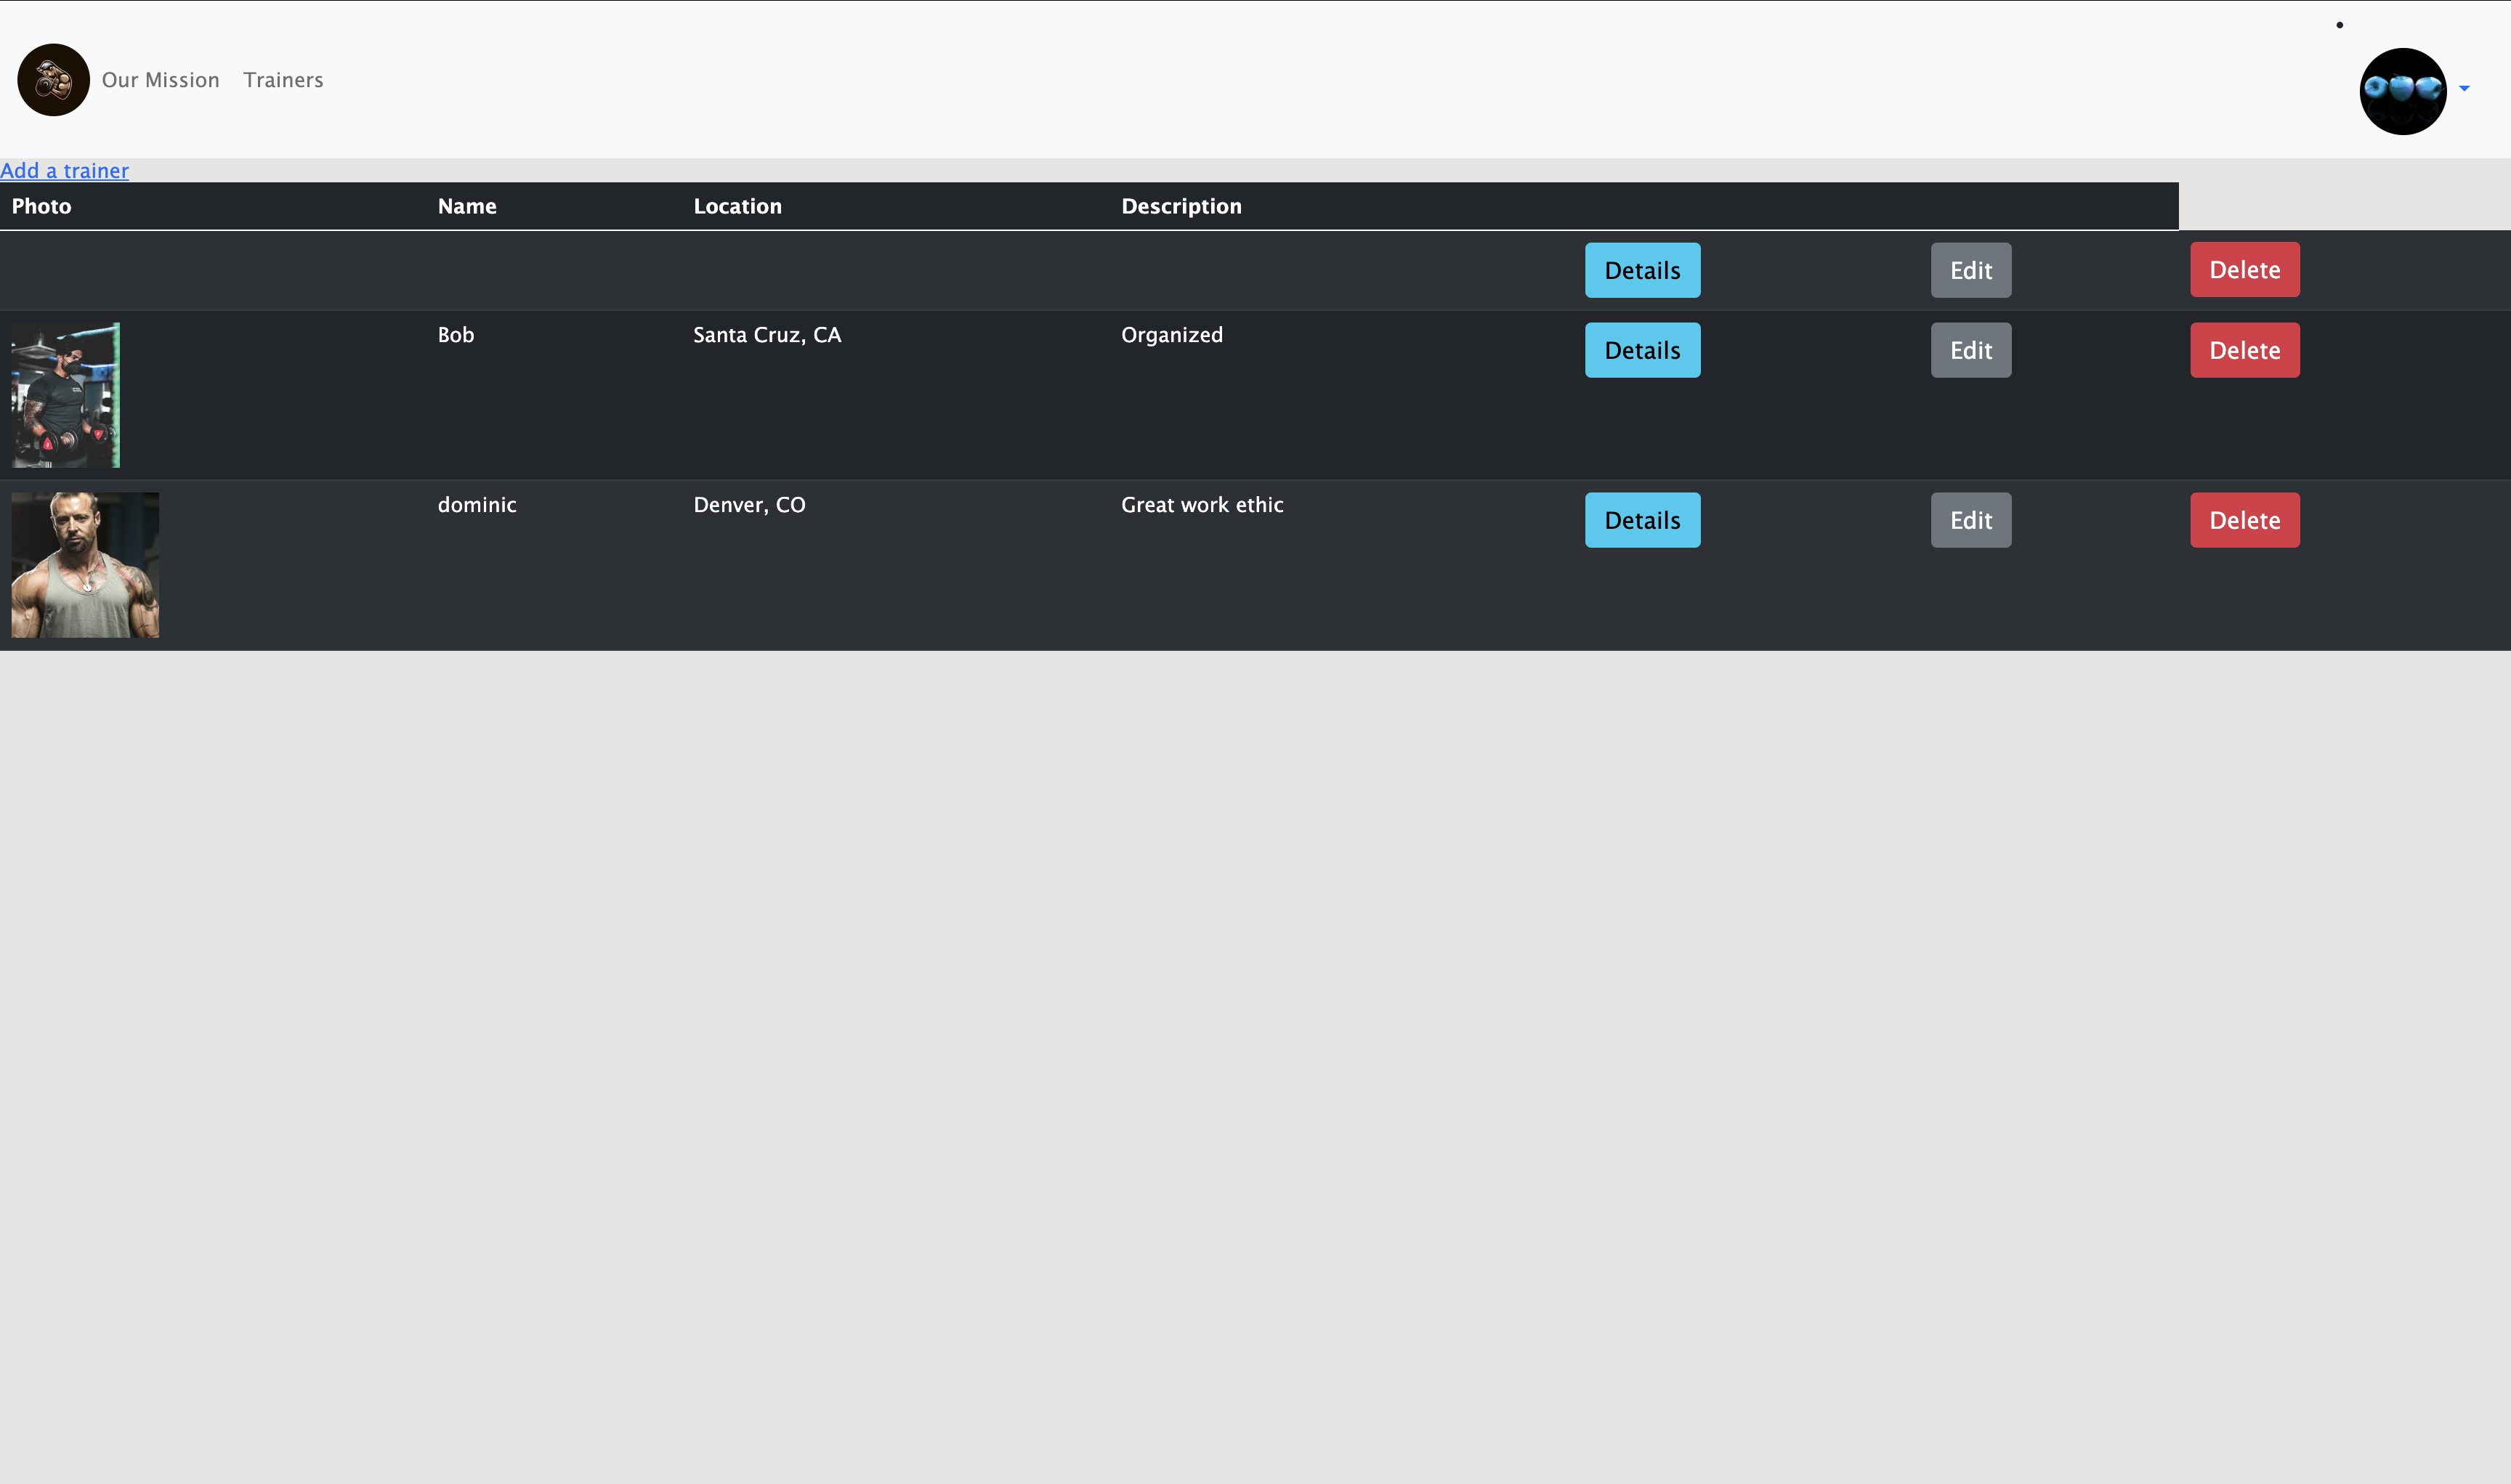 Our Mission Trainers
Add a trainer
Photo Name Location Description
Details Edit Delete
Bob Santa Cruz, CA Organized Details Edit Delete
dominic Denver, CO Great work ethic Details Edit Delete